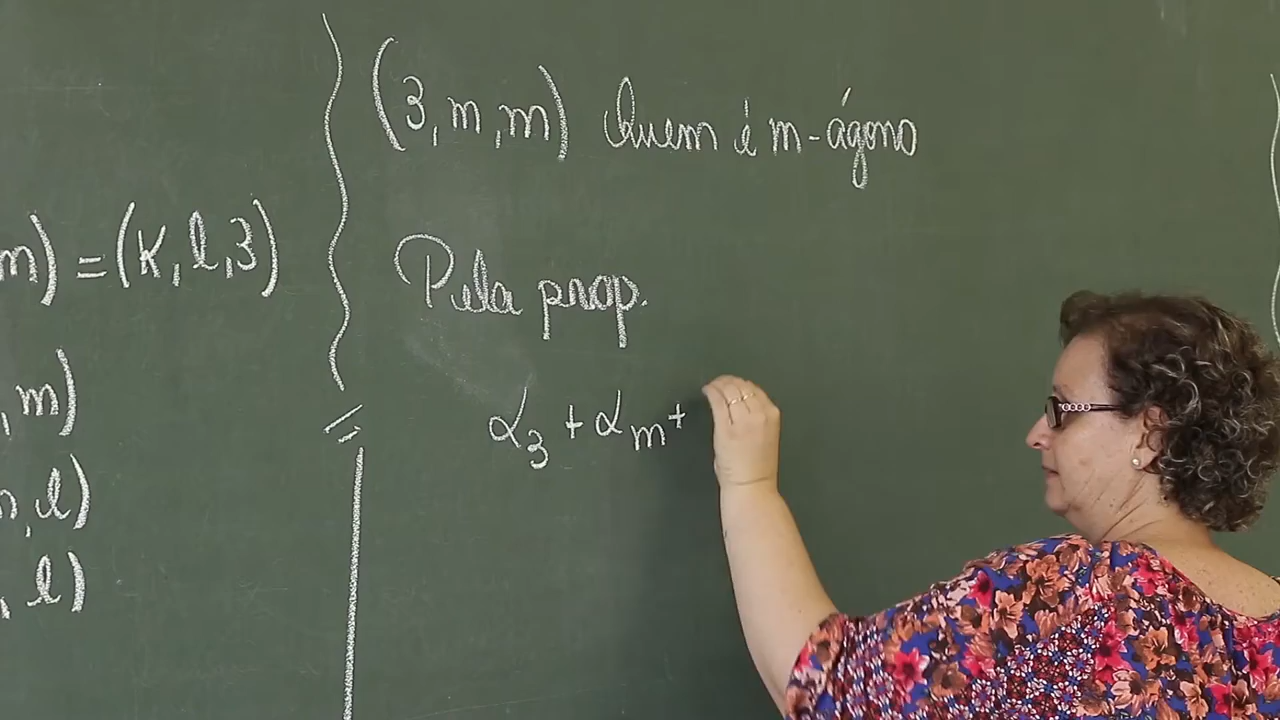 m) = (K, l, 3)
, m)
n, l)
, l)
(3, m, m) Quem é m-ágono
Pela prop.
α₃ + αₘ +